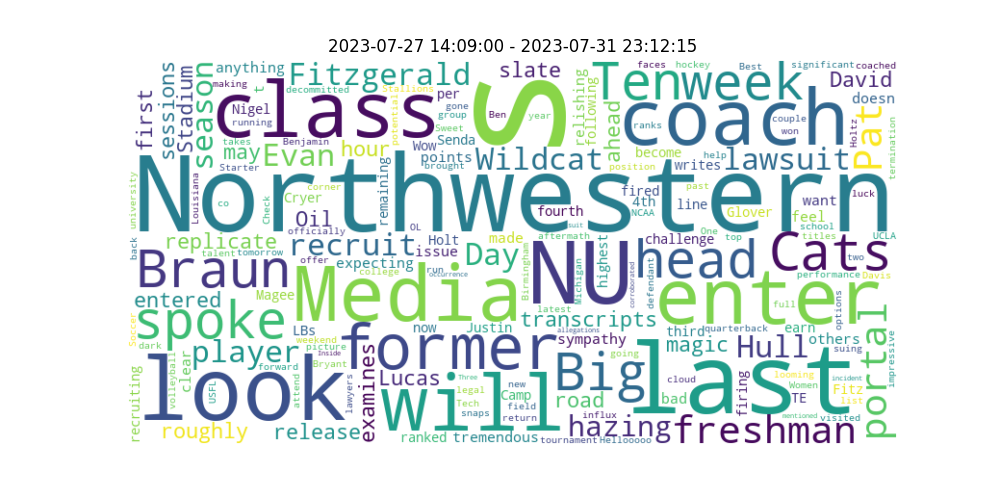 2023-07-27 14:09:00 - 2023-07-31 23:12:15
anything Fitzgerald slate Ten week faces hockey Best significant coached
making decommitted Stallions per S David
first sessions Stadium season class Nigel t potential gone group Ben year relishing following ahead coach doesn
running Wow Sweet Senda ranks couple won Holtz Pat termination
takes Benjamin brought become help
may Evan hour points Wildcat writes lawsuit
Starter position
university Louisiana Northwestern remaining fired past want luck
co Check Cryer corner fourth 4th NCAA line Glover feel
Oil officially OL suit One top school titles UCLA
back replicate recruit Holt made aftermath highest challenge
talent tomorrow issue Day NU head Cats two
Braun offer expecting college run Birmingham Michigan corroborated defendant performance Davis
entered Magee Media occurrence latest enter full
spoke Soccer LBs now Justin transcripts third quarterback earn options portal
weekend allegations sympathy magic Hull others suing
dark player picture Inside former going impressive
clear Bryant Big cloud looming incident
volleyball USFL forward examines Lucas Three new road bad firing Women TE Fitz
look attend lawyers will legal Camp last list
recruiting Tech field influx mentioned visited
roughly release snaps return hazing freshman
ranked tremendous tournament Hellooooo